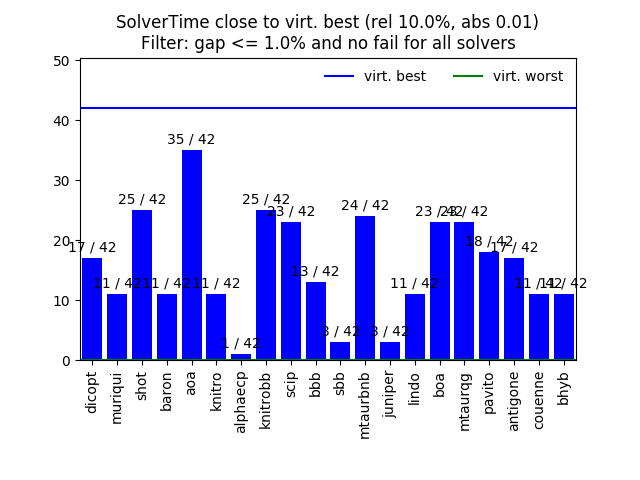 SolverTime close to virt. best (rel 10.0%, abs 0.01)
Filter: gap <= 1.0% and no fail for all solvers
virt. best
virt. worst
50
40
30
20
10
0
17 / 42
11 / 42
25 / 42
11 / 42
35 / 42
11 / 42
1 / 42
25 / 42
23 / 42
13 / 42
3 / 42
24 / 42
3 / 42
11 / 42
23 / 42
23 / 42
18 / 42
17 / 42
11 / 42
11 / 42
dicopt
muriqui
shot
baron
aoa
knitro
alphaecp
knitrobb
scip
bbb
sbb
mtaurbnb
juniper
lindo
boa
mtaurqg
pavito
antigone
couenne
bhyb